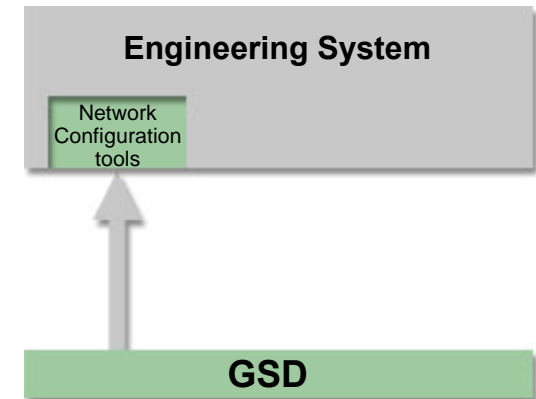 Engineering System
Network
Configuration
tools
GSD